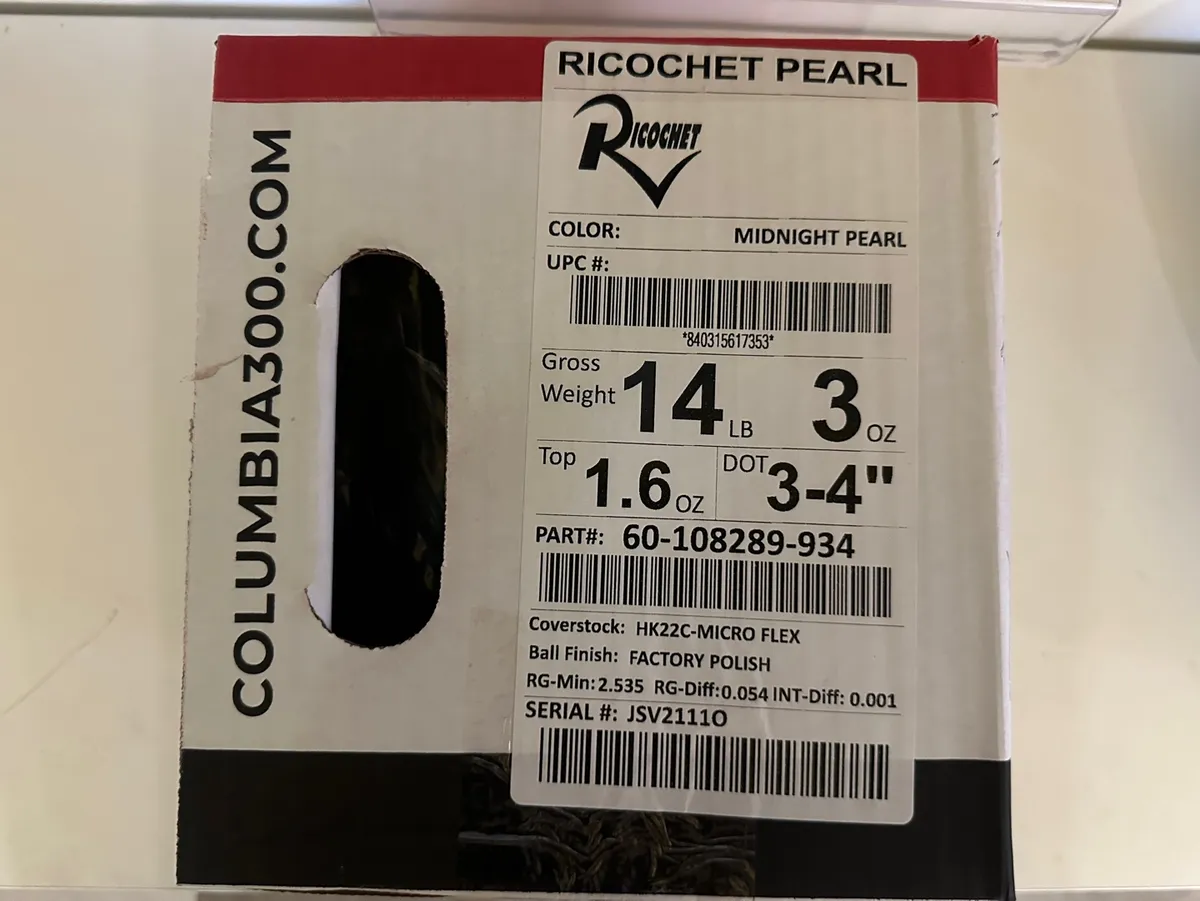 RICOCHET PEARL
RICOCHET
COLOR: MIDNIGHT PEARL
UPC #:
*840315617353*
Gross Weight 14 LB 3 OZ
Top 1.6 OZ DOT 3-4"
PART#: 60-108289-934
Coverstock: HK22C-MICRO FLEX
Ball Finish: FACTORY POLISH
RG-Min: 2.535 RG-Diff: 0.054 INT-Diff: 0.001
SERIAL #: JSV2111O
COLUMBIA300.COM